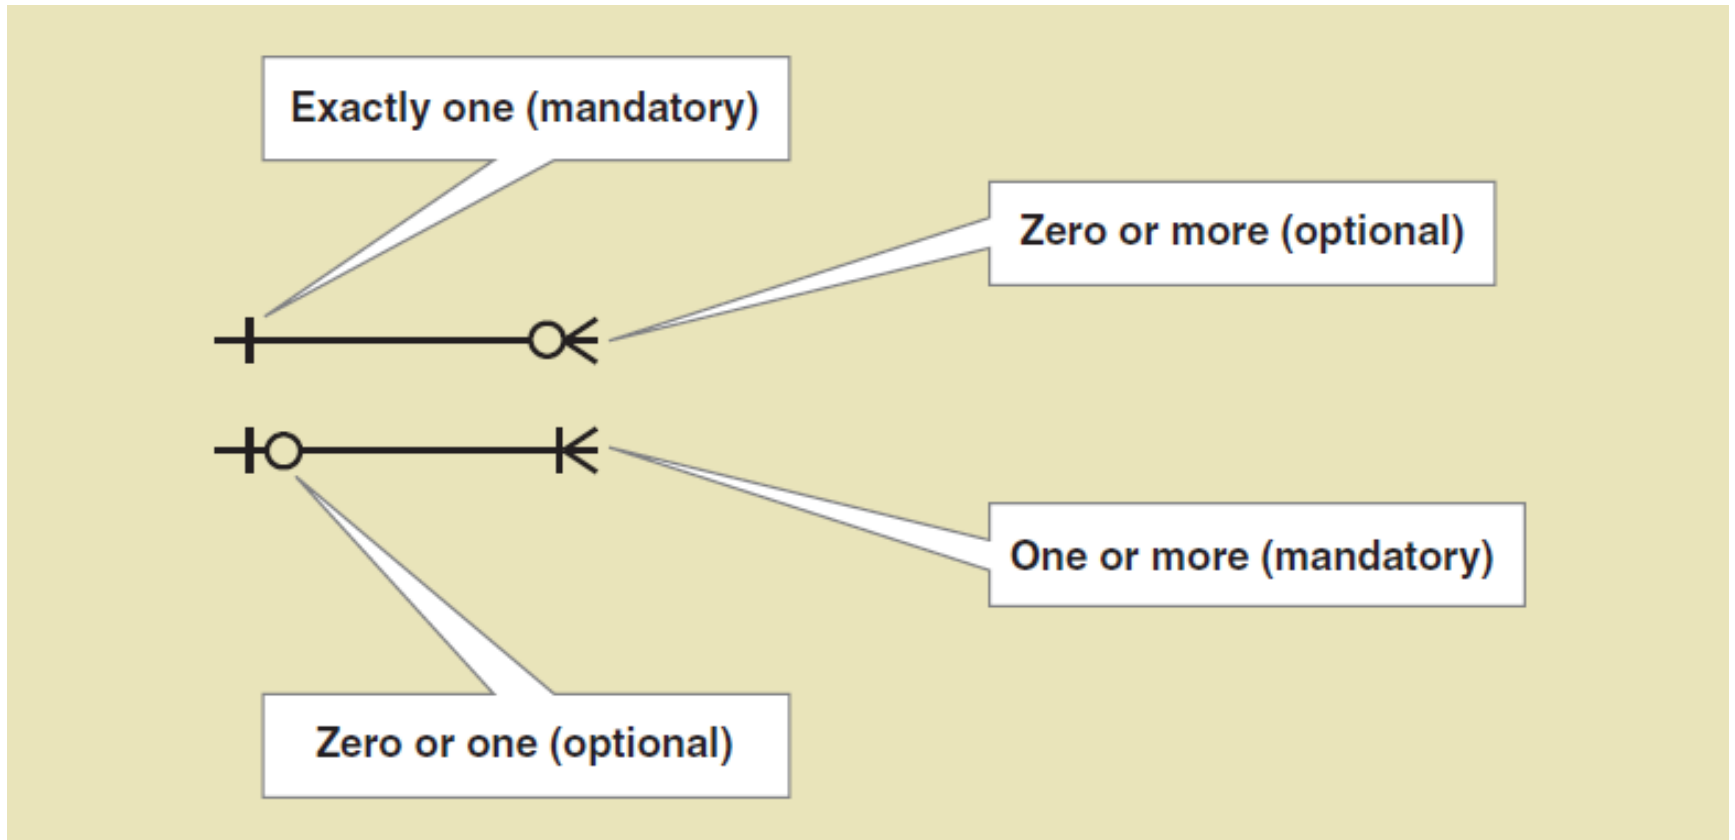 Exactly one (mandatory)
Zero or more (optional)
One or more (mandatory)
Zero or one (optional)